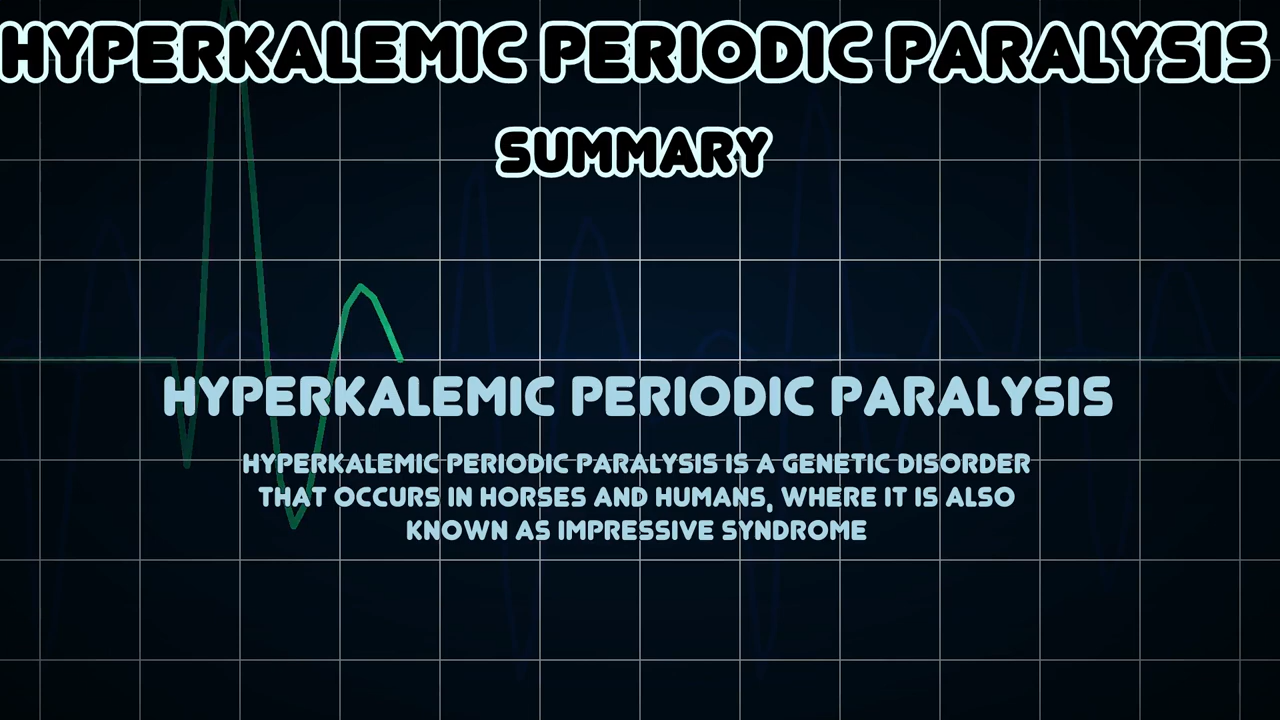 HYPERKALEMIC PERIODIC PARALYSIS
SUMMARY
HYPERKALEMIC PERIODIC PARALYSIS
HYPERKALEMIC PERIODIC PARALYSIS IS A GENETIC DISORDER
THAT OCCURS IN HORSES AND HUMANS, WHERE IT IS ALSO
KNOWN AS IMPRESSIVE SYNDROME